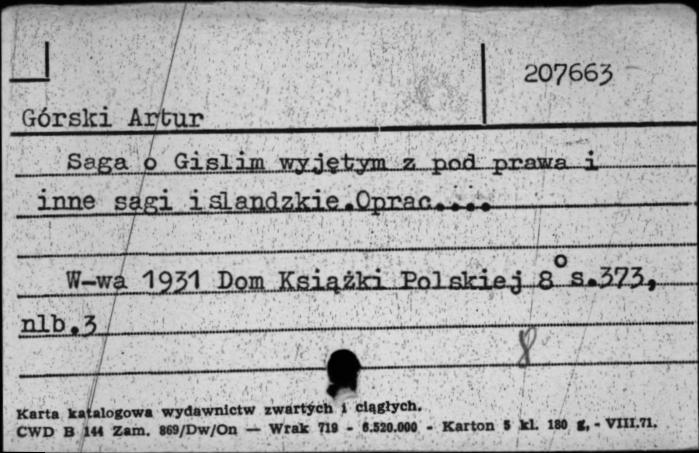 207663
Górski Artur
Saga o Gislim wyjętym z pod prawa i
inne sagi islandzkie.Oprac....
W-wa 1931 Dom Książki Polskiej 8° s.373,
nlb.3
8
Karta katalogowa wydawnictw zwartych i ciągłych.
CWD B 144 Zam. 869/Dw/On — Wrak 719 - 6.520.000 - Karton 5 kl. 180 g, - VIII.71.